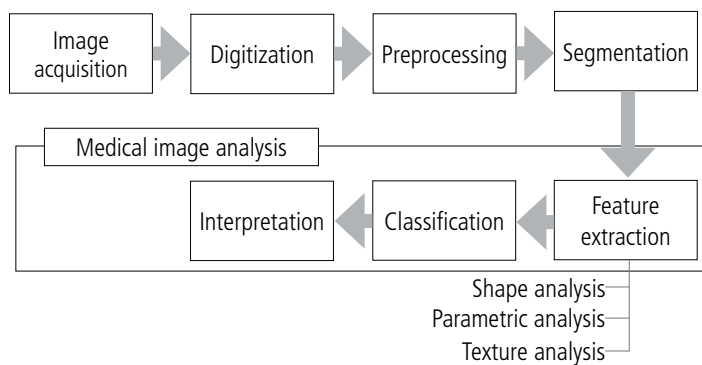 Image
acquisition
Digitization
Preprocessing
Segmentation
Medical image analysis
Interpretation
Classification
Feature
extraction
Shape analysis
Parametric analysis
Texture analysis